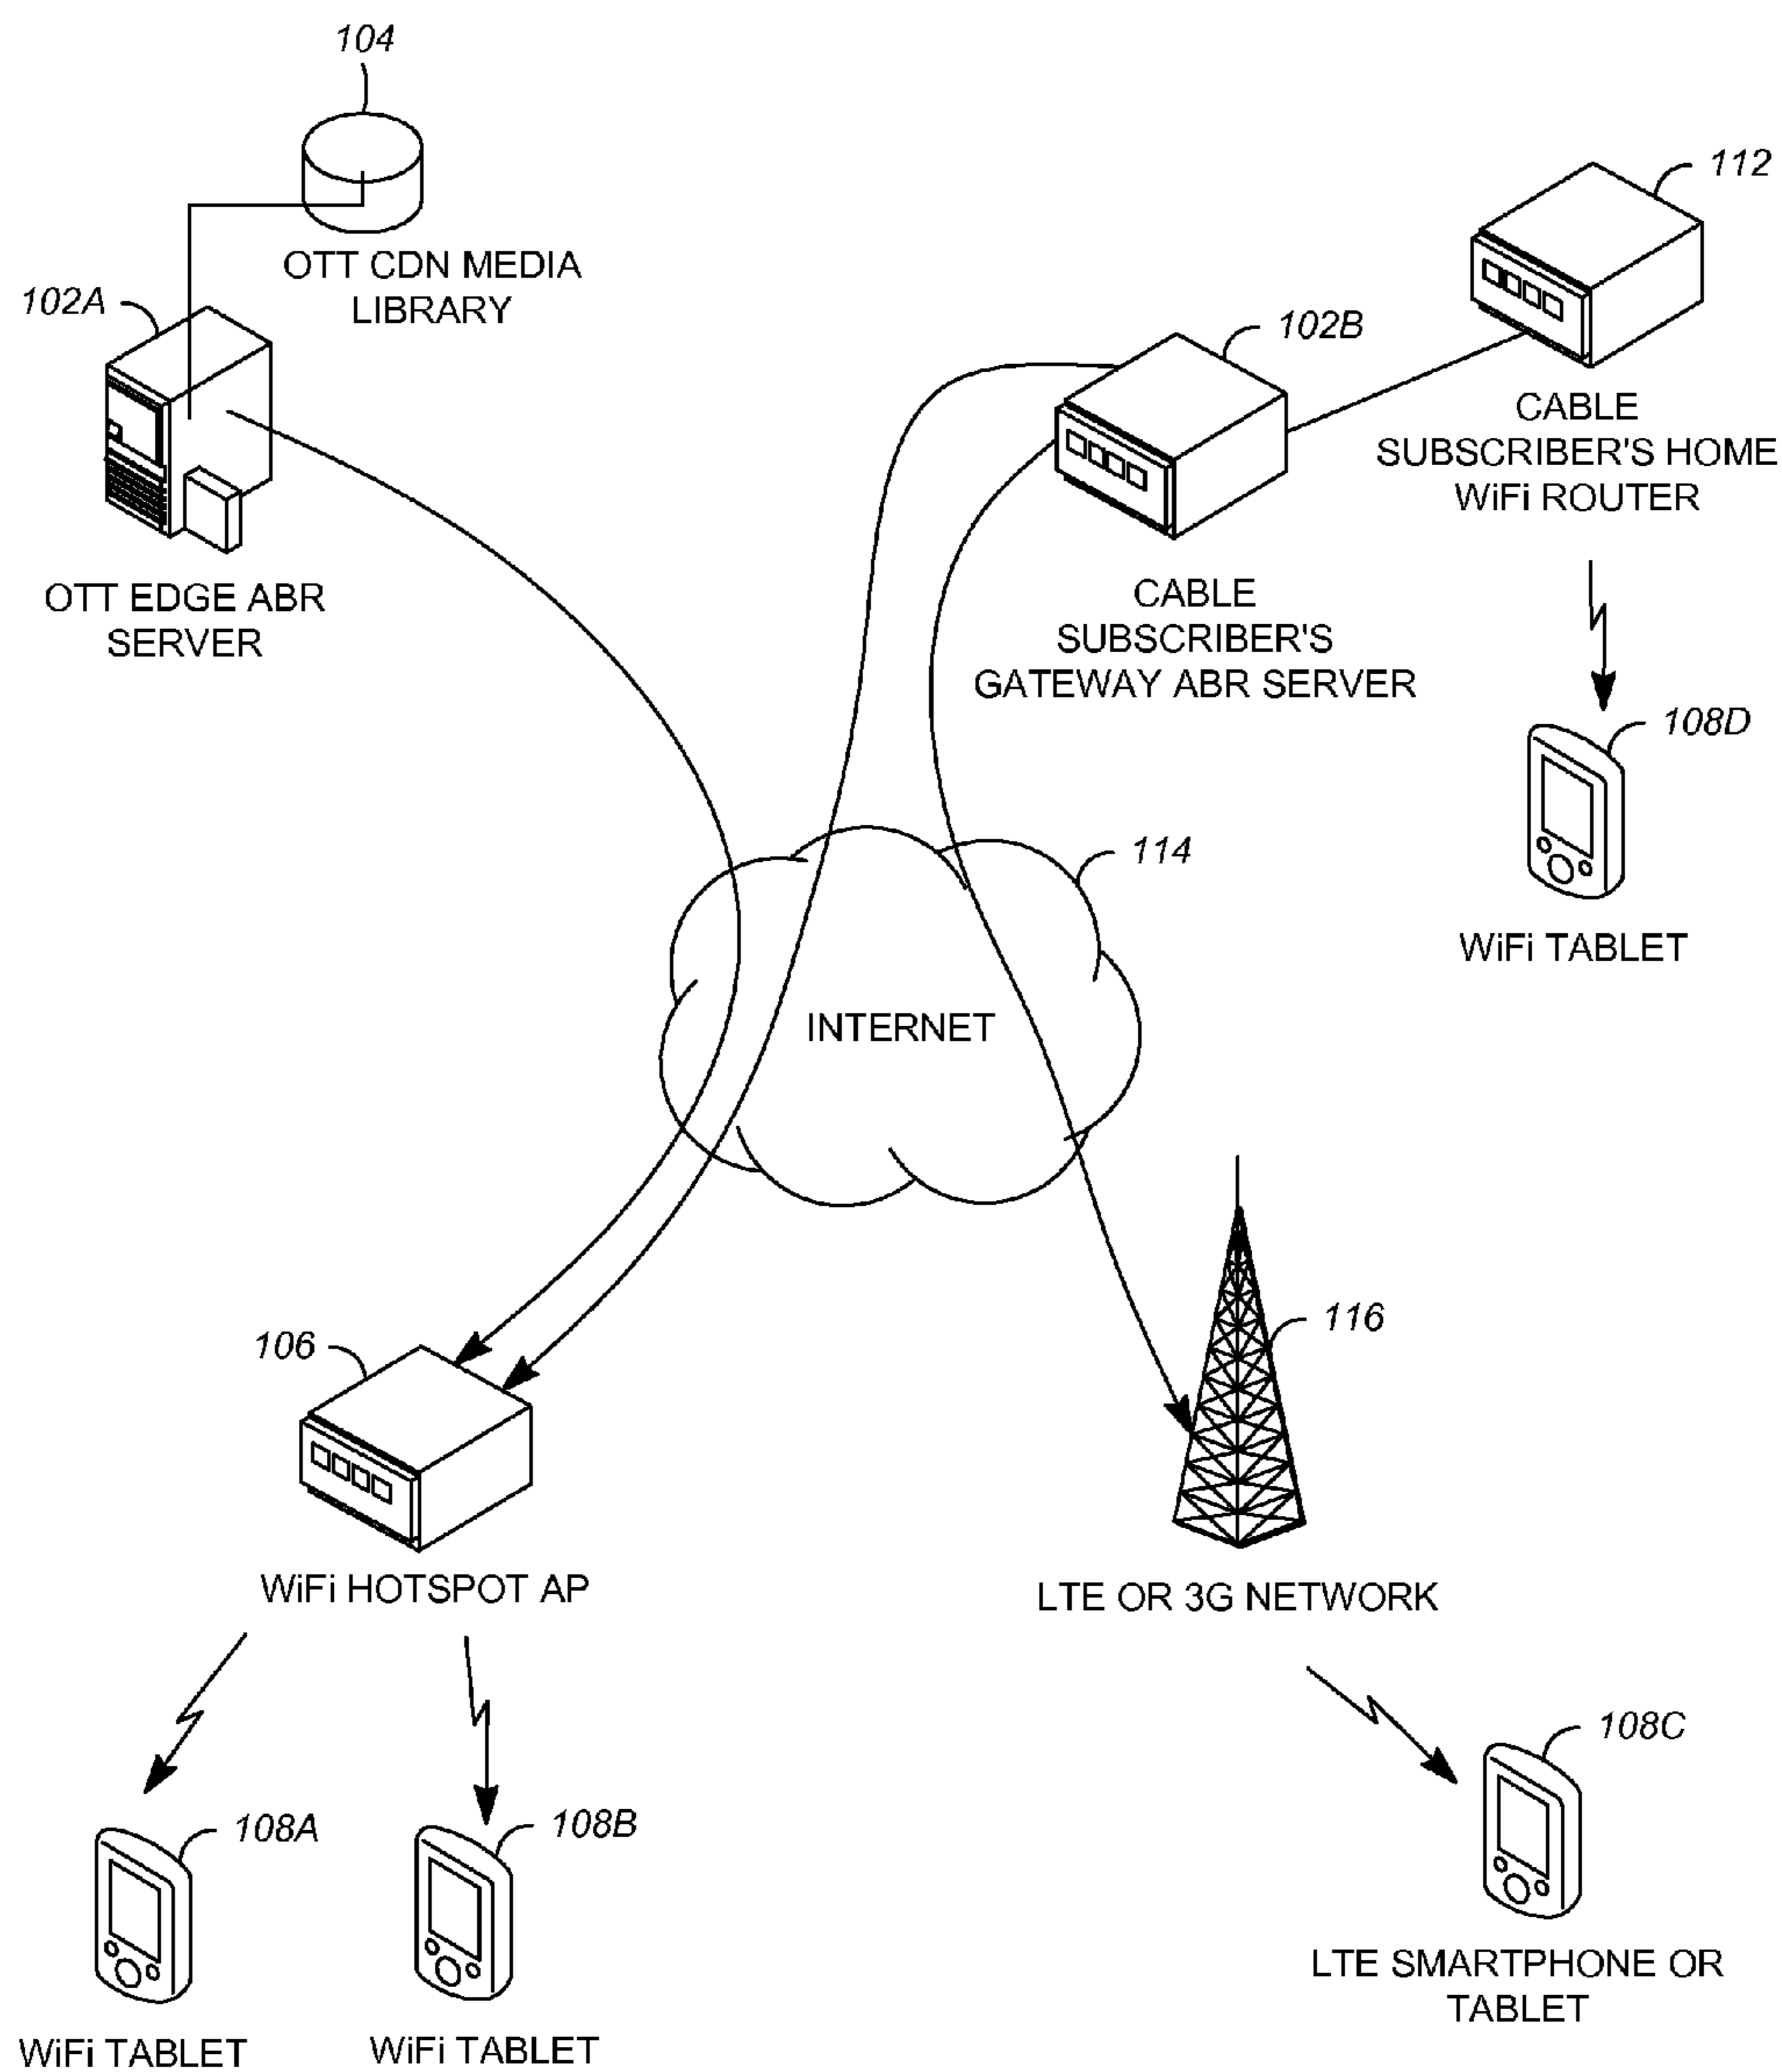 104
OTT CDN MEDIA
LIBRARY
102A
OTT EDGE ABR
SERVER
112
CABLE
SUBSCRIBER'S HOME
WiFi ROUTER
102B
CABLE
SUBSCRIBER'S
GATEWAY ABR SERVER
108D
WiFi TABLET
114
INTERNET
106
WiFi HOTSPOT AP
116
LTE OR 3G NETWORK
108A
WiFi TABLET
108B
WiFi TABLET
108C
LTE SMARTPHONE OR
TABLET